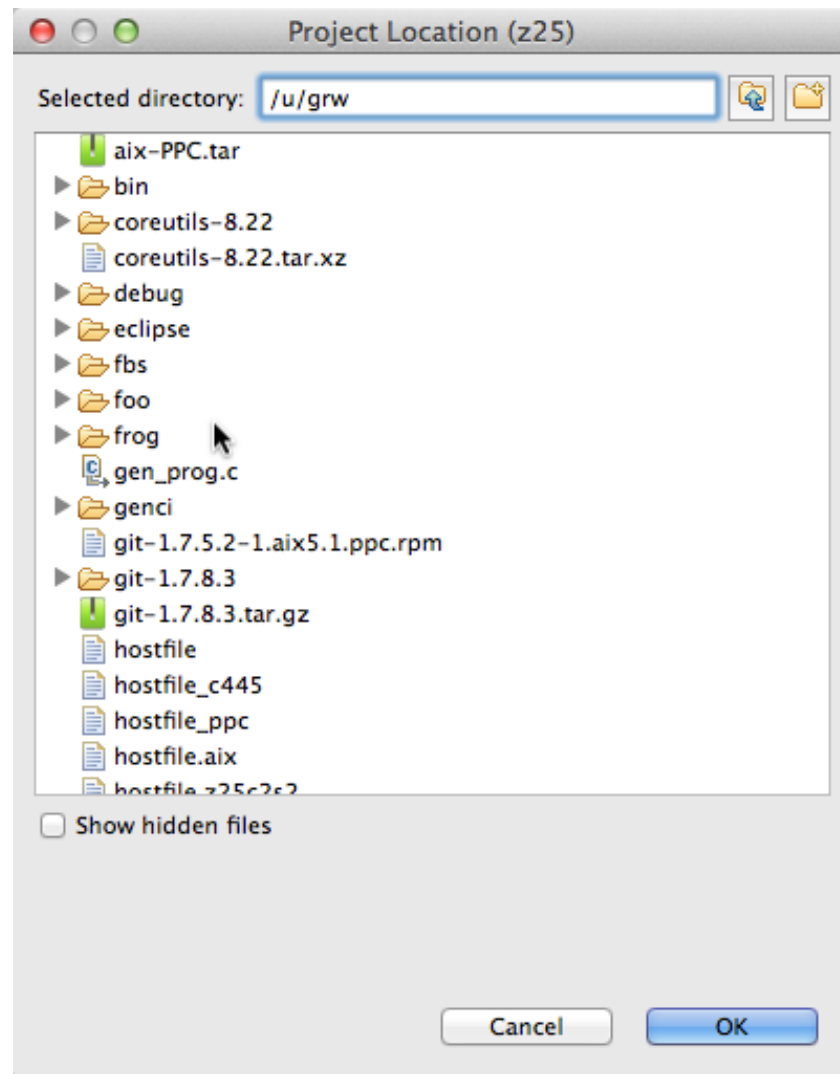 Project Location (z25)
Selected directory: /u/grw
aix-PPC.tar
bin
coreutils-8.22
coreutils-8.22.tar.xz
debug
eclipse
fbs
foo
frog
gen_prog.c
genci
git-1.7.5.2-1.aix5.1.ppc.rpm
git-1.7.8.3
git-1.7.8.3.tar.gz
hostfile
hostfile_c445
hostfile_ppc
hostfile.aix
hostfile.z25c2s2
Show hidden files
Cancel OK